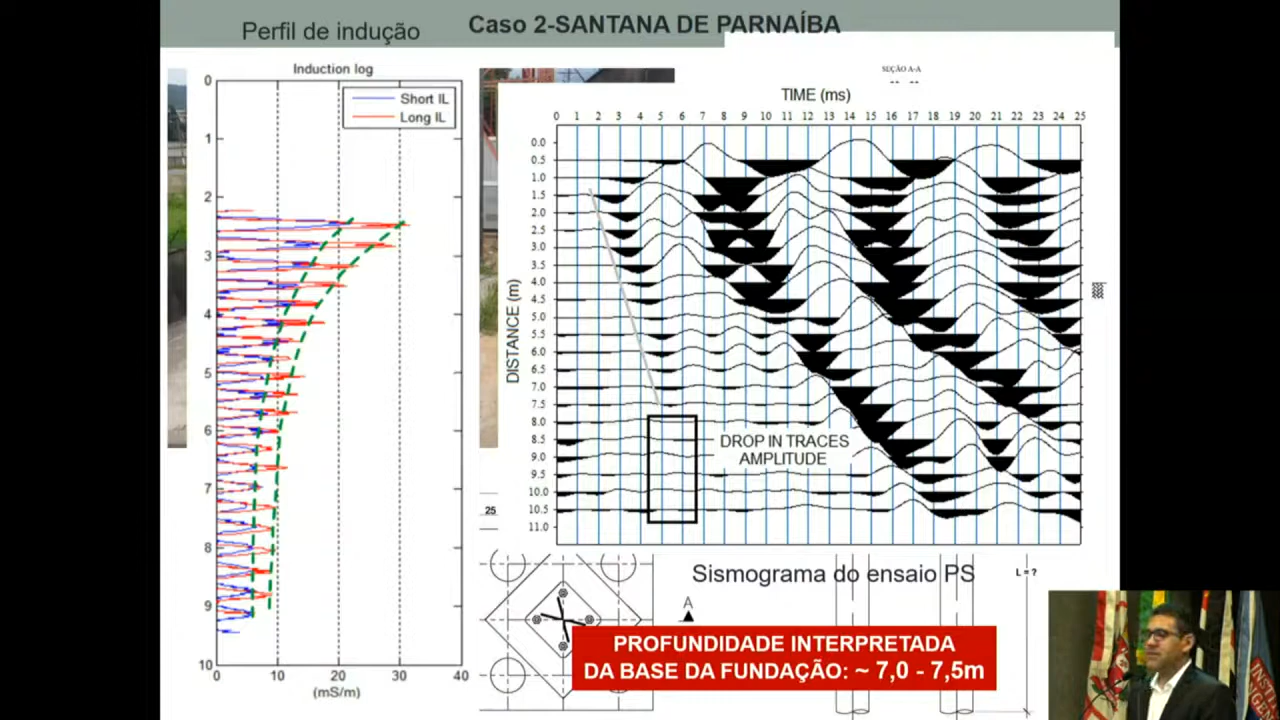 Caso 2-SANTANA DE PARNAÍBA
Perfil de indução
Induction log
Short IL
Long IL
0
1
2
3
4
5
6
7
8
9
10
0 10 20 30 40
(mS/m)
SEÇÃO A-A
TIME (ms)
0 1 2 3 4 5 6 7 8 9 10 11 12 13 14 15 16 17 18 19 20 21 22 23 24 25
DISTANCE (m)
0.0
0.5
1.0
1.5
2.0
2.5
3.0
3.5
4.0
4.5
5.0
5.5
6.0
6.5
7.0
7.5
8.0
8.5
9.0
9.5
10.0
10.5
11.0
DROP IN TRACES
AMPLITUDE
25
Sismograma do ensaio PS
L = ?
A
PROFUNDIDADE INTERPRETADA
DA BASE DA FUNDAÇÃO: ~ 7,0 - 7,5m